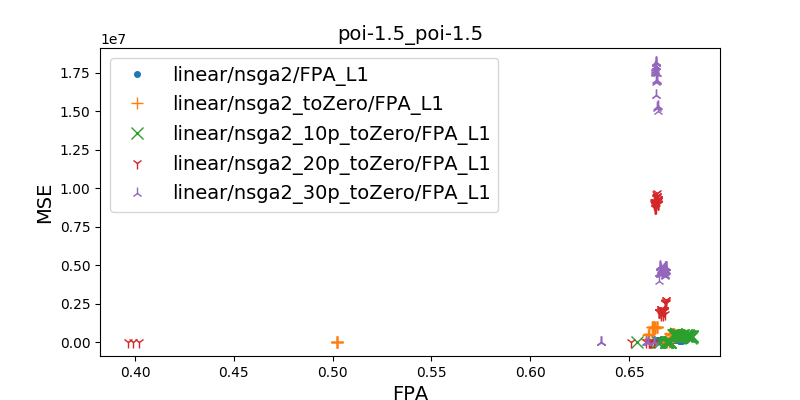 poi-1.5_poi-1.5
1e7
linear/nsga2/FPA_L1
linear/nsga2_toZero/FPA_L1
linear/nsga2_10p_toZero/FPA_L1
linear/nsga2_20p_toZero/FPA_L1
linear/nsga2_30p_toZero/FPA_L1
1.75
1.50
1.25
1.00
0.75
0.50
0.25
0.00
MSE
0.40 0.45 0.50 0.55 0.60 0.65
FPA